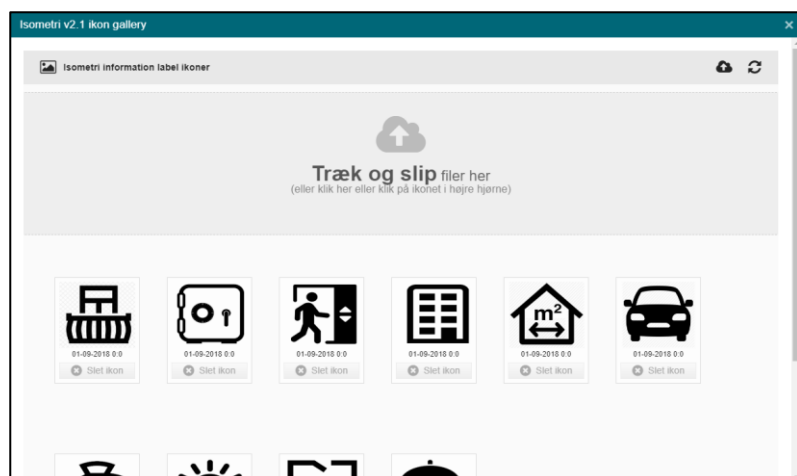 Isometri v2.1 ikon gallery ×
Isometri information label ikoner
Træk og slip filer her
(eller klik her eller klik på ikonet i højre hjørne)
m²
01-09-2018 0:0 01-09-2018 0:0 01-09-2018 0:0 01-09-2018 0:0 01-09-2018 0:0 01-09-2018 0:0
Slet ikon Slet ikon Slet ikon Slet ikon Slet ikon Slet ikon